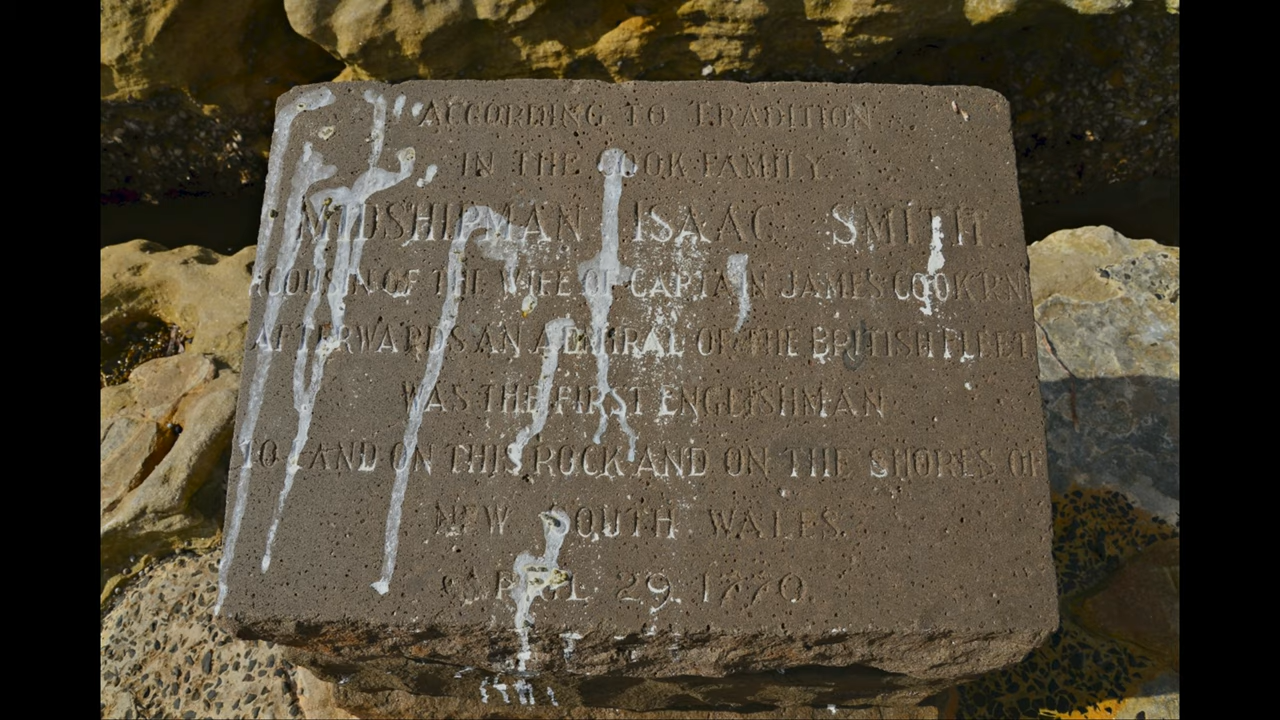 ACCORDING TO TRADITION
IN THE COOK FAMILY
MIDSHIPMAN ISAAC SMITH.
(COUSIN OF THE WIFE OF CAPTAIN JAMES COOK RN
AFTERWARDS AN ADMIRAL OF THE BRITISH FLEET
WAS THE FIRST ENGLISHMAN
TO LAND ON THIS ROCK AND ON THE SHORES OF
NEW SOUTH WALES.
APRIL 29. 1770.